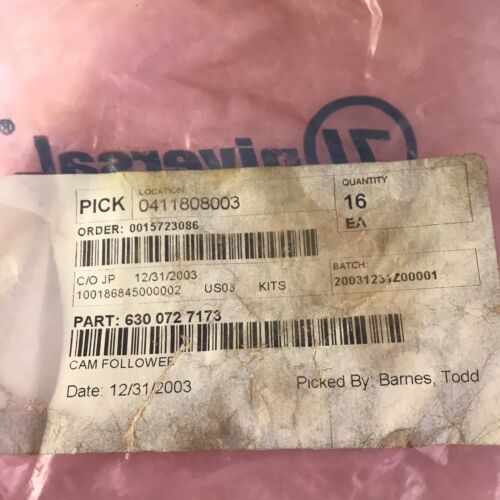 Universal
®
PICK
LOCATION
0411808003
QUANTITY
16
EA
ORDER: 0015723086
C/O JP 12/31/2003
100186845000002 US03 KITS
BATCH:
20031231Z00001
PART: 630 072 7173
CAM FOLLOWER
Date: 12/31/2003
Picked By: Barnes, Todd